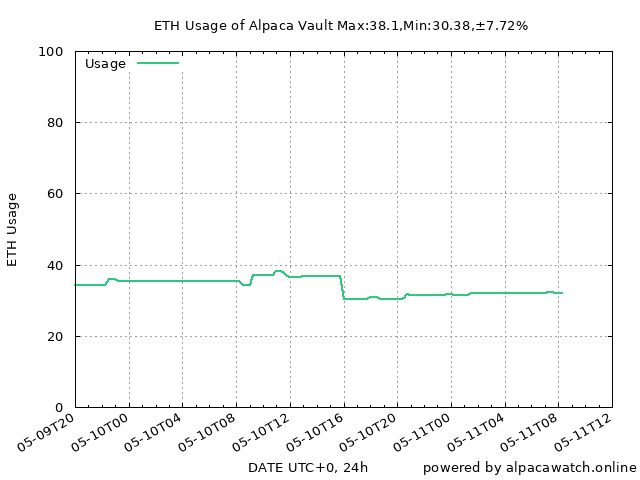 ETH Usage of Alpaca Vault Max:38.1,Min:30.38,±7.72%
Usage
100
80
60
40
20
0
ETH Usage
05-09T20
05-10T00
05-10T04
05-10T08
05-10T12
05-10T16
05-10T20
05-11T00
05-11T04
05-11T08
05-11T12
DATE UTC+0, 24h
powered by alpacawatch.online